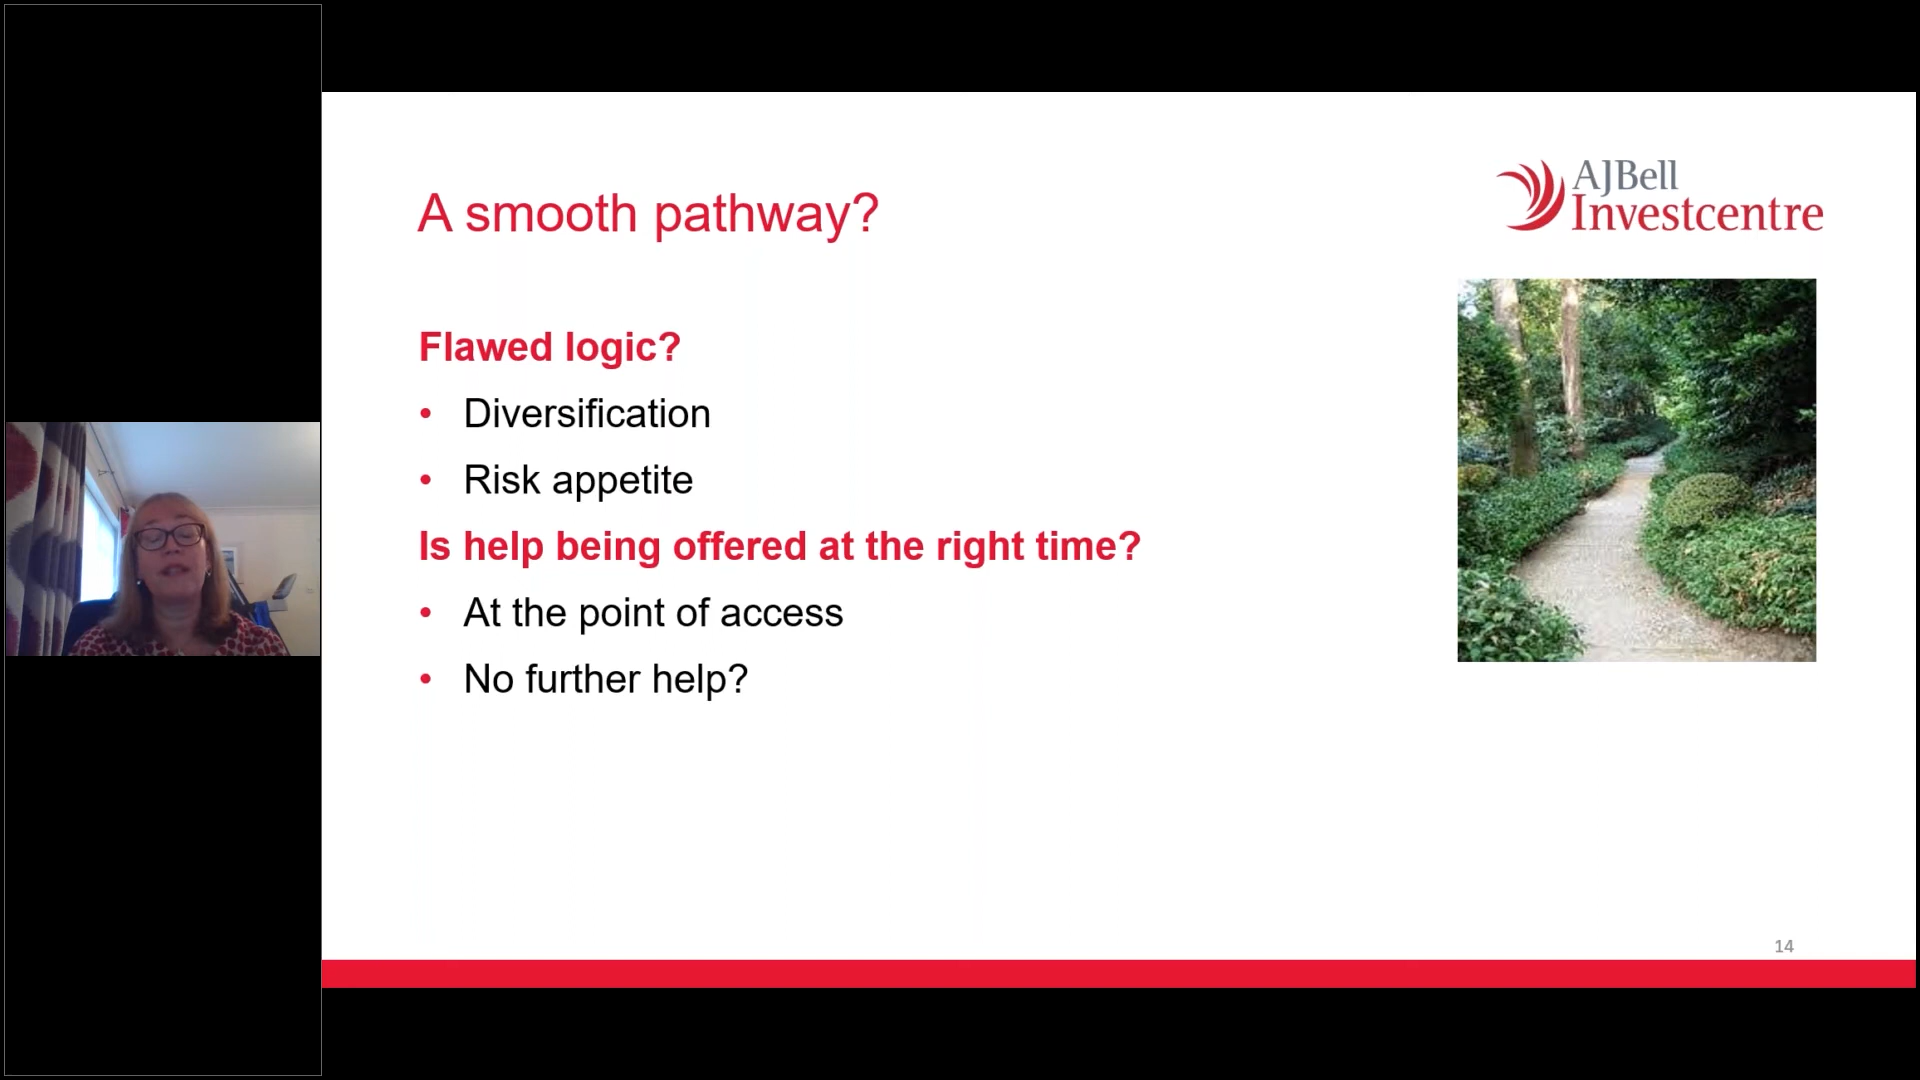 A smooth pathway?
AJBell
Investcentre
Flawed logic?
• Diversification
• Risk appetite
Is help being offered at the right time?
• At the point of access
• No further help?
14